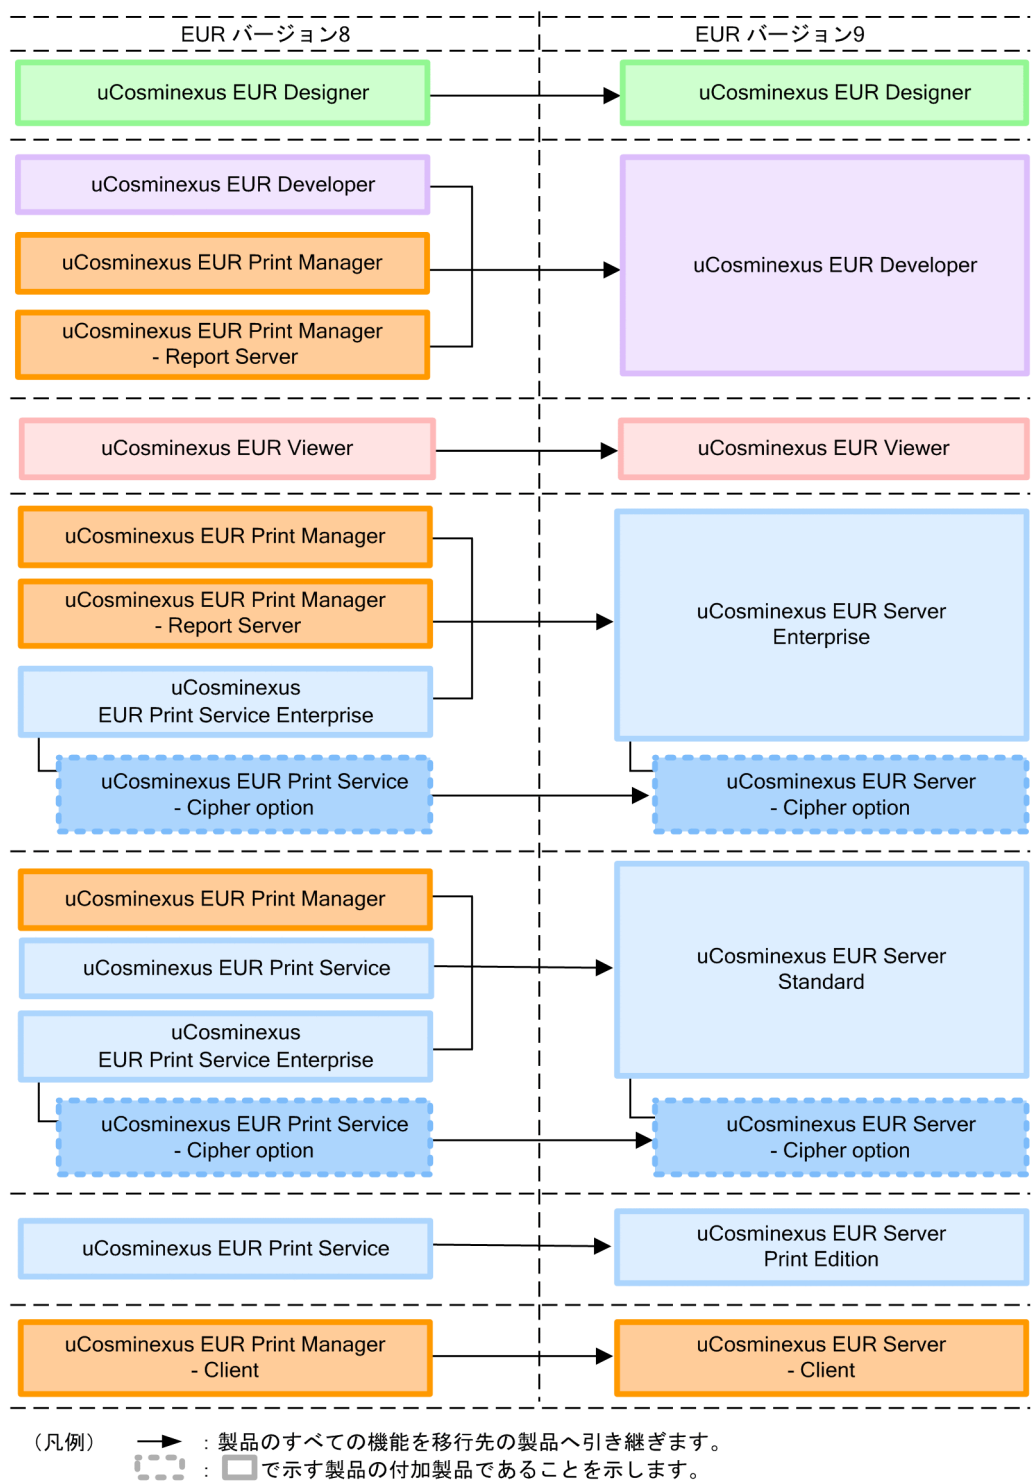 EUR バージョン8
EUR バージョン9
uCosminexus EUR Designer
uCosminexus EUR Designer
uCosminexus EUR Developer
uCosminexus EUR Print Manager
uCosminexus EUR Print Manager
- Report Server
uCosminexus EUR Developer
uCosminexus EUR Viewer
uCosminexus EUR Viewer
uCosminexus EUR Print Manager
uCosminexus EUR Print Manager
- Report Server
uCosminexus
EUR Print Service Enterprise
uCosminexus EUR Server
Enterprise
uCosminexus EUR Print Service
- Cipher option
uCosminexus EUR Server
- Cipher option
uCosminexus EUR Print Manager
uCosminexus EUR Print Service
uCosminexus
EUR Print Service Enterprise
uCosminexus EUR Server
Standard
uCosminexus EUR Print Service
- Cipher option
uCosminexus EUR Server
- Cipher option
uCosminexus EUR Print Service
uCosminexus EUR Server
Print Edition
uCosminexus EUR Print Manager
- Client
uCosminexus EUR Server
- Client
（凡例） ：製品のすべての機能を移行先の製品へ引き継ぎます。
： で示す製品の付加製品であることを示します。